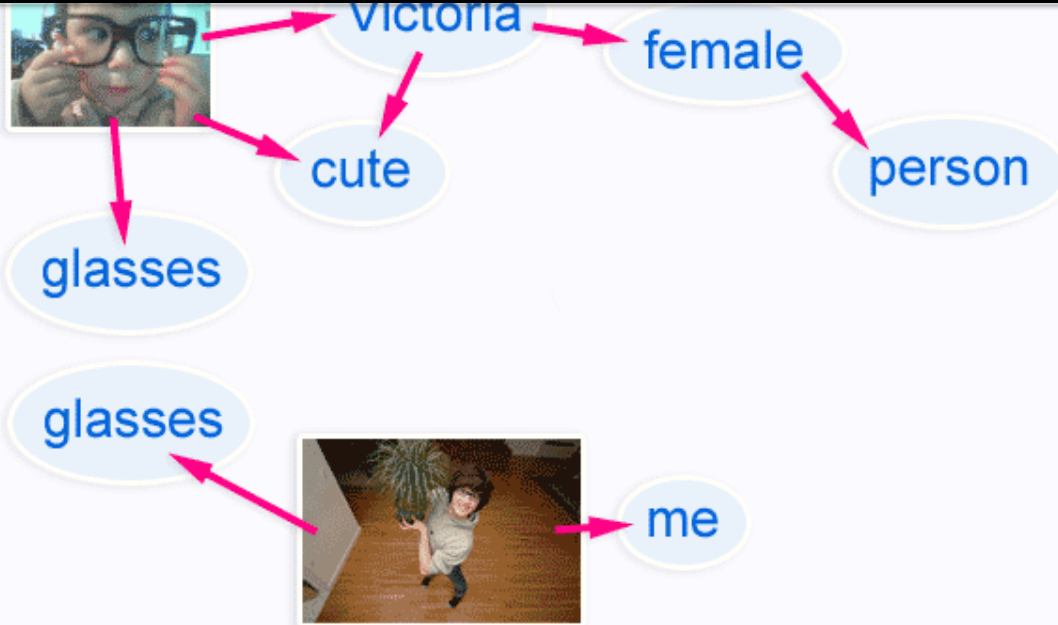 Victoria
female
cute
person
glasses
glasses
me